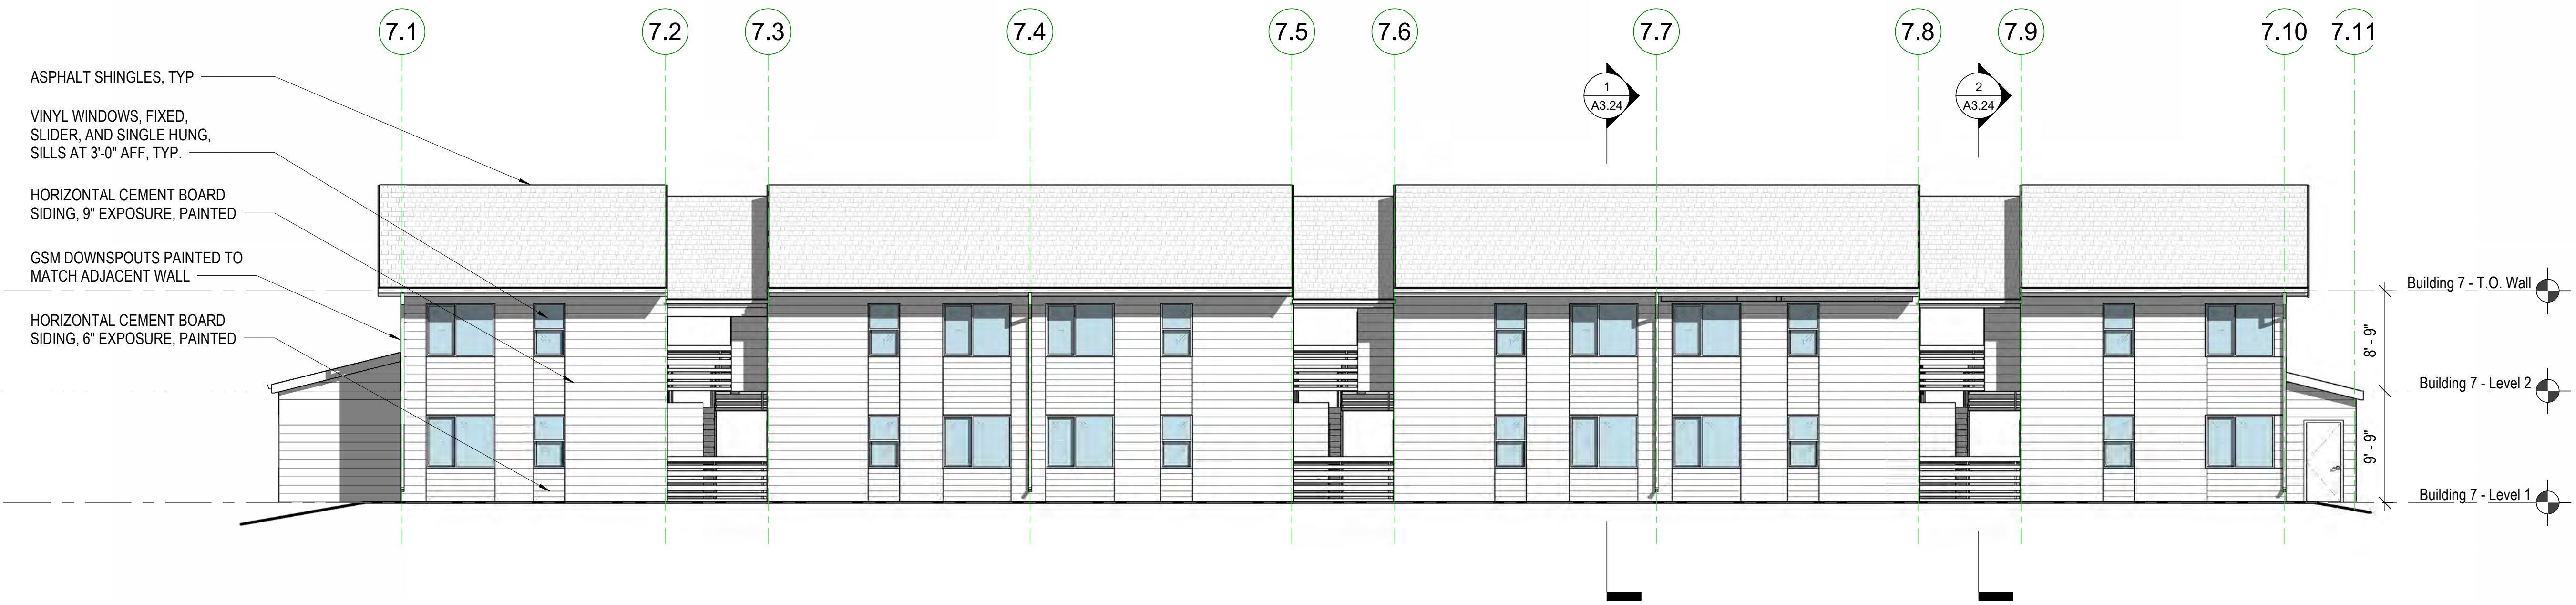 7.1
7.2
7.3
7.4
7.5
7.6
7.7
7.8
7.9
7.10
7.11
ASPHALT SHINGLES, TYP
VINYL WINDOWS, FIXED,
SLIDER, AND SINGLE HUNG,
SILLS AT 3'-0" AFF, TYP.
HORIZONTAL CEMENT BOARD
SIDING, 9" EXPOSURE, PAINTED
GSM DOWNSPOUTS PAINTED TO
MATCH ADJACENT WALL
HORIZONTAL CEMENT BOARD
SIDING, 6" EXPOSURE, PAINTED
1
A3.24
2
A3.24
Building 7 - T.O. Wall
8' - 9"
Building 7 - Level 2
9' - 9"
Building 7 - Level 1